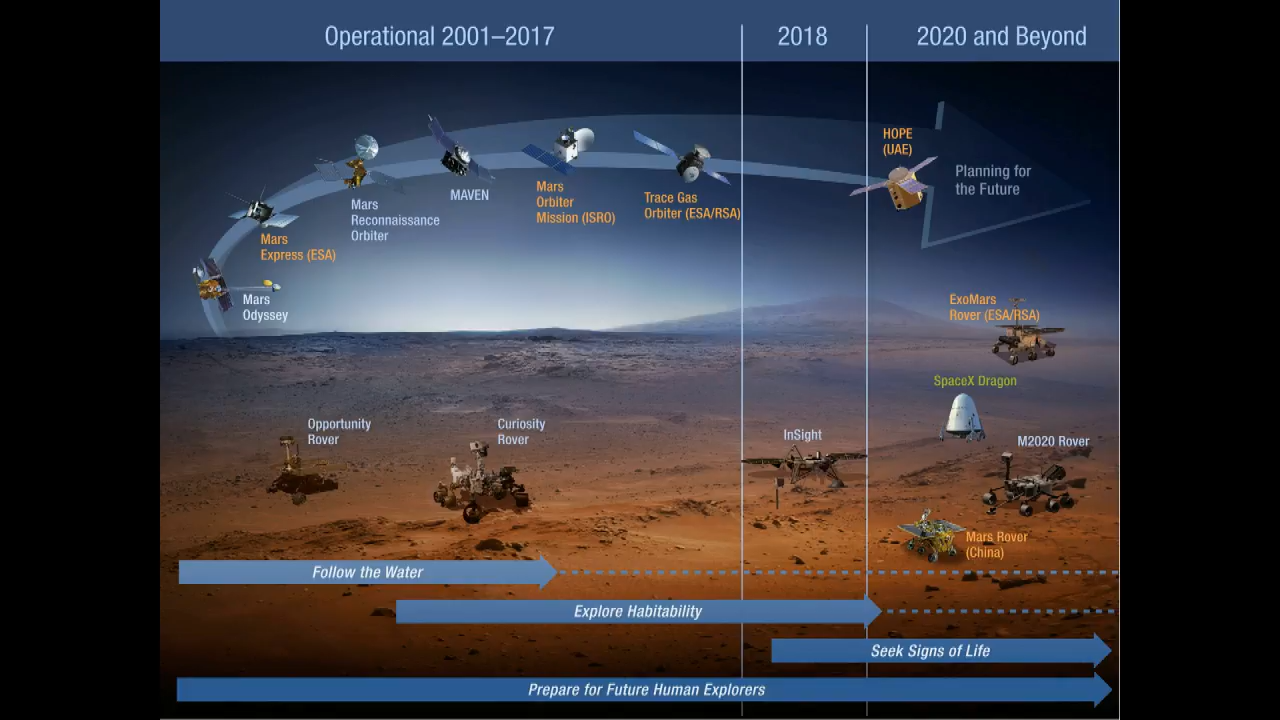 Operational 2001–2017
2018
2020 and Beyond
HOPE
(UAE)
Planning for
the Future
MAVEN
Mars
Orbiter
Mission (ISRO)
Trace Gas
Orbiter (ESA/RSA)
Mars
Reconnaissance
Orbiter
Mars
Express (ESA)
Mars
Odyssey
ExoMars
Rover (ESA/RSA)
SpaceX Dragon
Opportunity
Rover
Curiosity
Rover
InSight
M2020 Rover
Mars Rover
(China)
Follow the Water
Explore Habitability
Seek Signs of Life
Prepare for Future Human Explorers